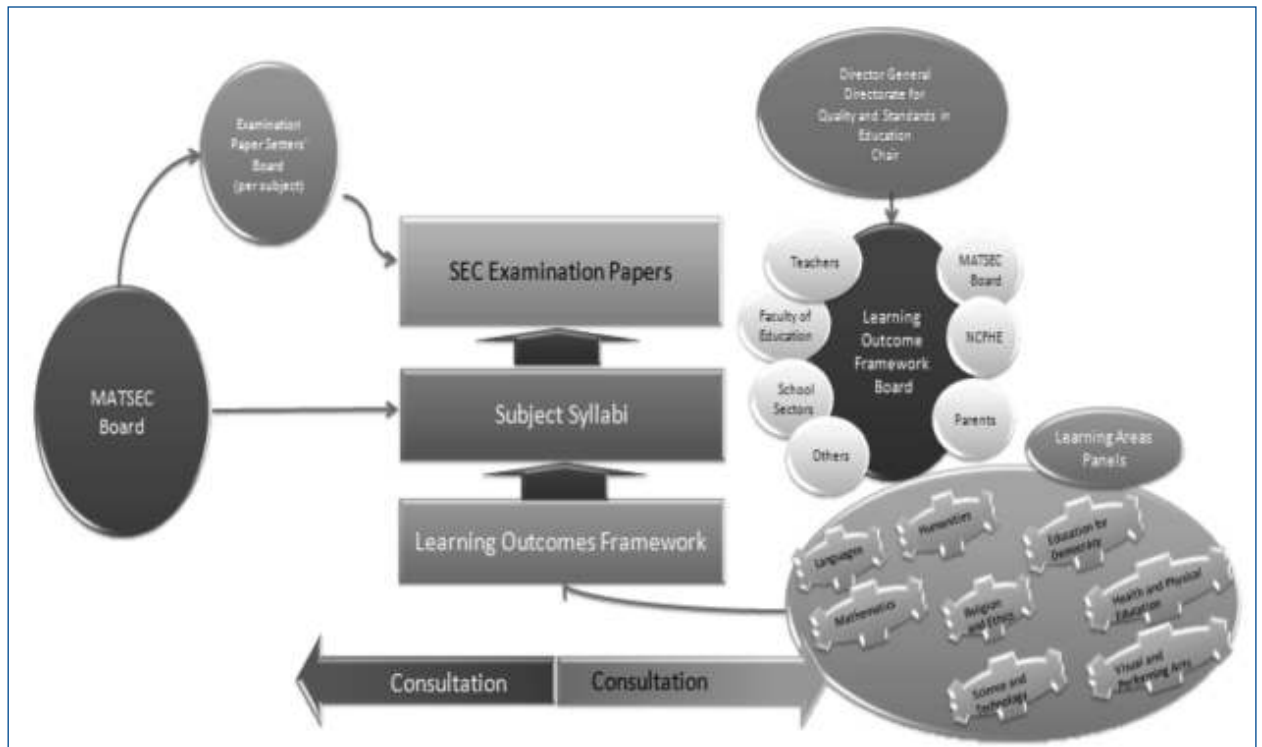 Director General
Directorate for
Quality and Standards in
Education
Chair
Examination
Paper Setters'
Board
(per subject)
SEC Examination Papers
MATSEC
Board
Subject Syllabi
Learning Outcomes Framework
Teachers
MATSEC
Board
Faculty of
Education
NCFHE
School
Sectors
Parents
Others
Learning
Outcome
Framework
Board
Learning Areas
Panels
Languages
Humanities
Education for
Democracy
Mathematics
Religion
and Ethics
Health and Physical
Education
Science and
Technology
Visual and
Performing Arts
Consultation
Consultation